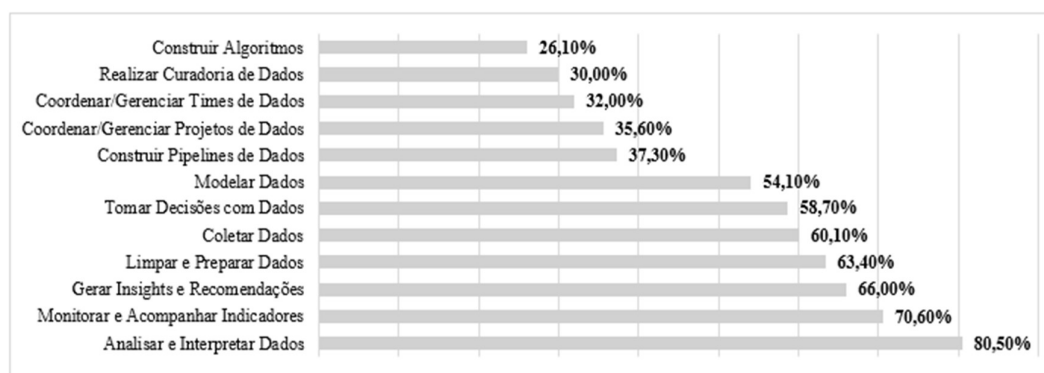 Construir Algoritmos 26,10%
Realizar Curadoria de Dados 30,00%
Coordenar/Gerenciar Times de Dados 32,00%
Coordenar/Gerenciar Projetos de Dados 35,60%
Construir Pipelines de Dados 37,30%
Modelar Dados 54,10%
Tomar Decisões com Dados 58,70%
Coletar Dados 60,10%
Limpar e Preparar Dados 63,40%
Gerar Insights e Recomendações 66,00%
Monitorar e Acompanhar Indicadores 70,60%
Analisar e Interpretar Dados 80,50%